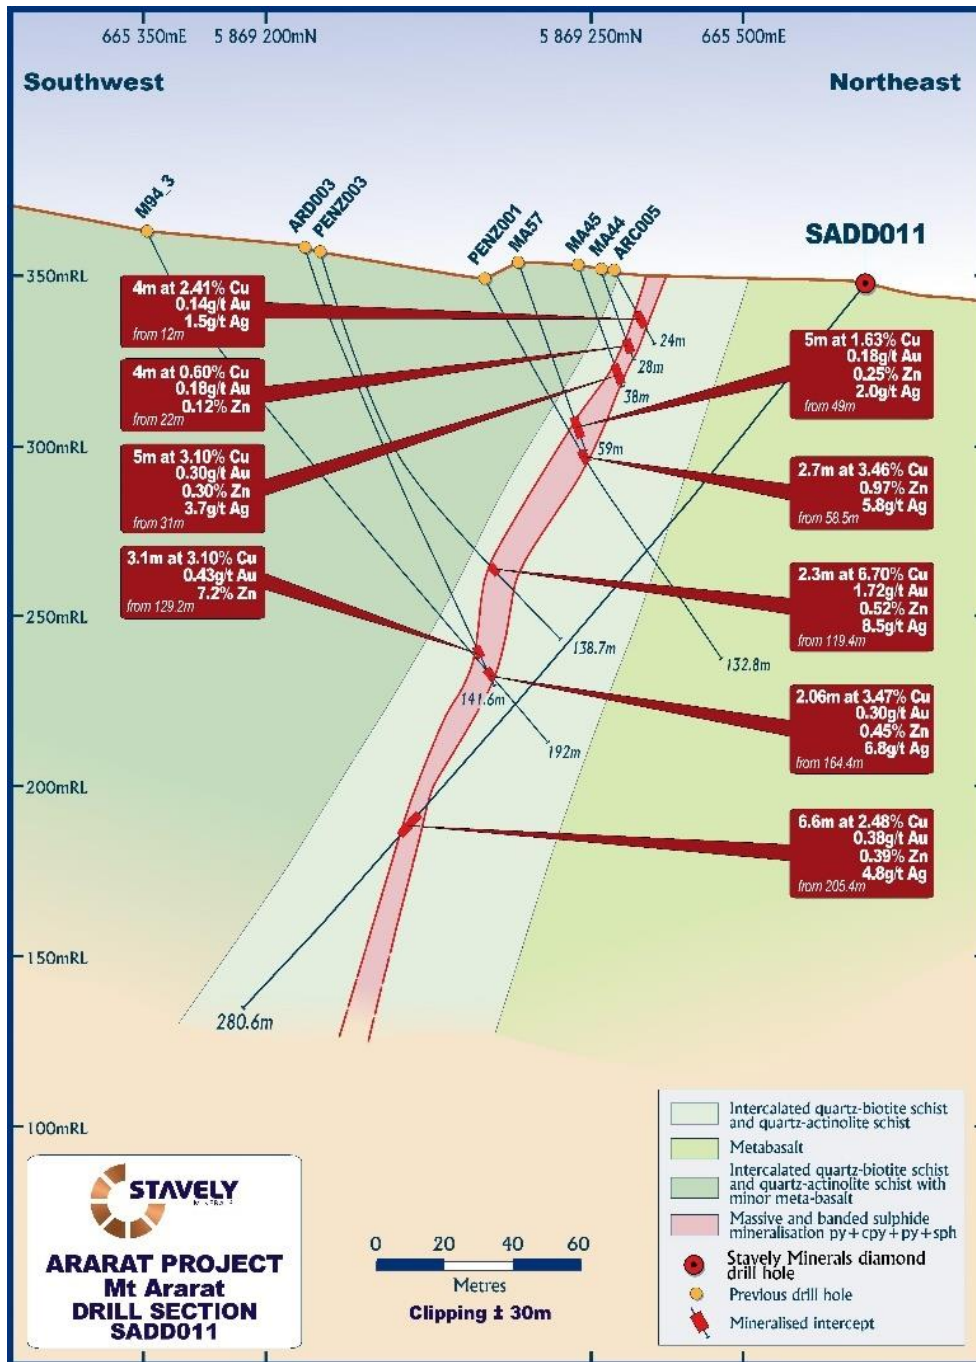 665 350mE 5 869 200mN 5 869 250mN 665 500mE
Southwest Northeast
M94_3
ARD003
PENZ003
PENZ001
MA57
MA45
MA44
ARC005
SADD011
350mRL
300mRL
250mRL
200mRL
150mRL
100mRL
4m at 2.41% Cu
0.14g/t Au
1.5g/t Ag
from 12m
4m at 0.60% Cu
0.18g/t Au
0.12% Zn
from 22m
5m at 3.10% Cu
0.30g/t Au
0.30% Zn
3.7g/t Ag
from 31m
3.1m at 3.10% Cu
0.43g/t Au
7.2% Zn
from 129.2m
24m
28m
38m
59m
138.7m
132.8m
141.6m
192m
280.6m
5m at 1.63% Cu
0.18g/t Au
0.25% Zn
2.0g/t Ag
from 49m
2.7m at 3.46% Cu
0.97% Zn
5.8g/t Ag
from 58.5m
2.3m at 6.70% Cu
1.72g/t Au
0.52% Zn
8.5g/t Ag
from 119.4m
2.06m at 3.47% Cu
0.30g/t Au
0.45% Zn
6.8g/t Ag
from 164.4m
6.6m at 2.48% Cu
0.38g/t Au
0.39% Zn
4.8g/t Ag
from 205.4m
STAVELY
MINERALS
ARARAT PROJECT
Mt Ararat
DRILL SECTION
SADD011
0 20 40 60
Metres
Clipping ± 30m
Intercalated quartz-biotite schist
and quartz-actinolite schist
Metabasalt
Intercalated quartz-biotite schist
and quartz-actinolite schist with
minor meta-basalt
Massive and banded sulphide
mineralisation py+cpy+py+sph
Stavely Minerals diamond
drill hole
Previous drill hole
Mineralised intercept